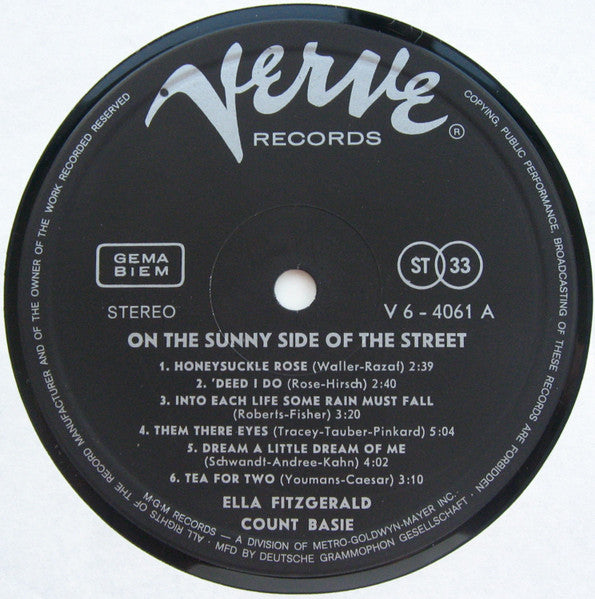 Verve
RECORDS ®
GEMA
BIEM
ST 33
STEREO
V 6 - 4061 A
ON THE SUNNY SIDE OF THE STREET
1. HONEYSUCKLE ROSE (Waller-Razaf) 2:39
2. 'DEED I DO (Rose-Hirsch) 2:40
3. INTO EACH LIFE SOME RAIN MUST FALL
(Roberts-Fisher) 3:20
4. THEM THERE EYES (Tracey-Tauber-Pinkard) 5:04
5. DREAM A LITTLE DREAM OF ME
(Schwandt-Andree-Kahn) 4:02
6. TEA FOR TWO (Youmans-Caesar) 3:10
ELLA FITZGERALD
COUNT BASIE
M·G·M RECORDS — A DIVISION OF METRO-GOLDWYN-MAYER INC.
· MFD BY DEUTSCHE GRAMMOPHON GESELLSCHAFT ·
ALL RIGHTS OF THE RECORD MANUFACTURER AND OF THE OWNER OF THE WORK RECORDED RESERVED
COPYING, PUBLIC PERFORMANCE, BROADCASTING OF THESE RECORDS ARE FORBIDDEN